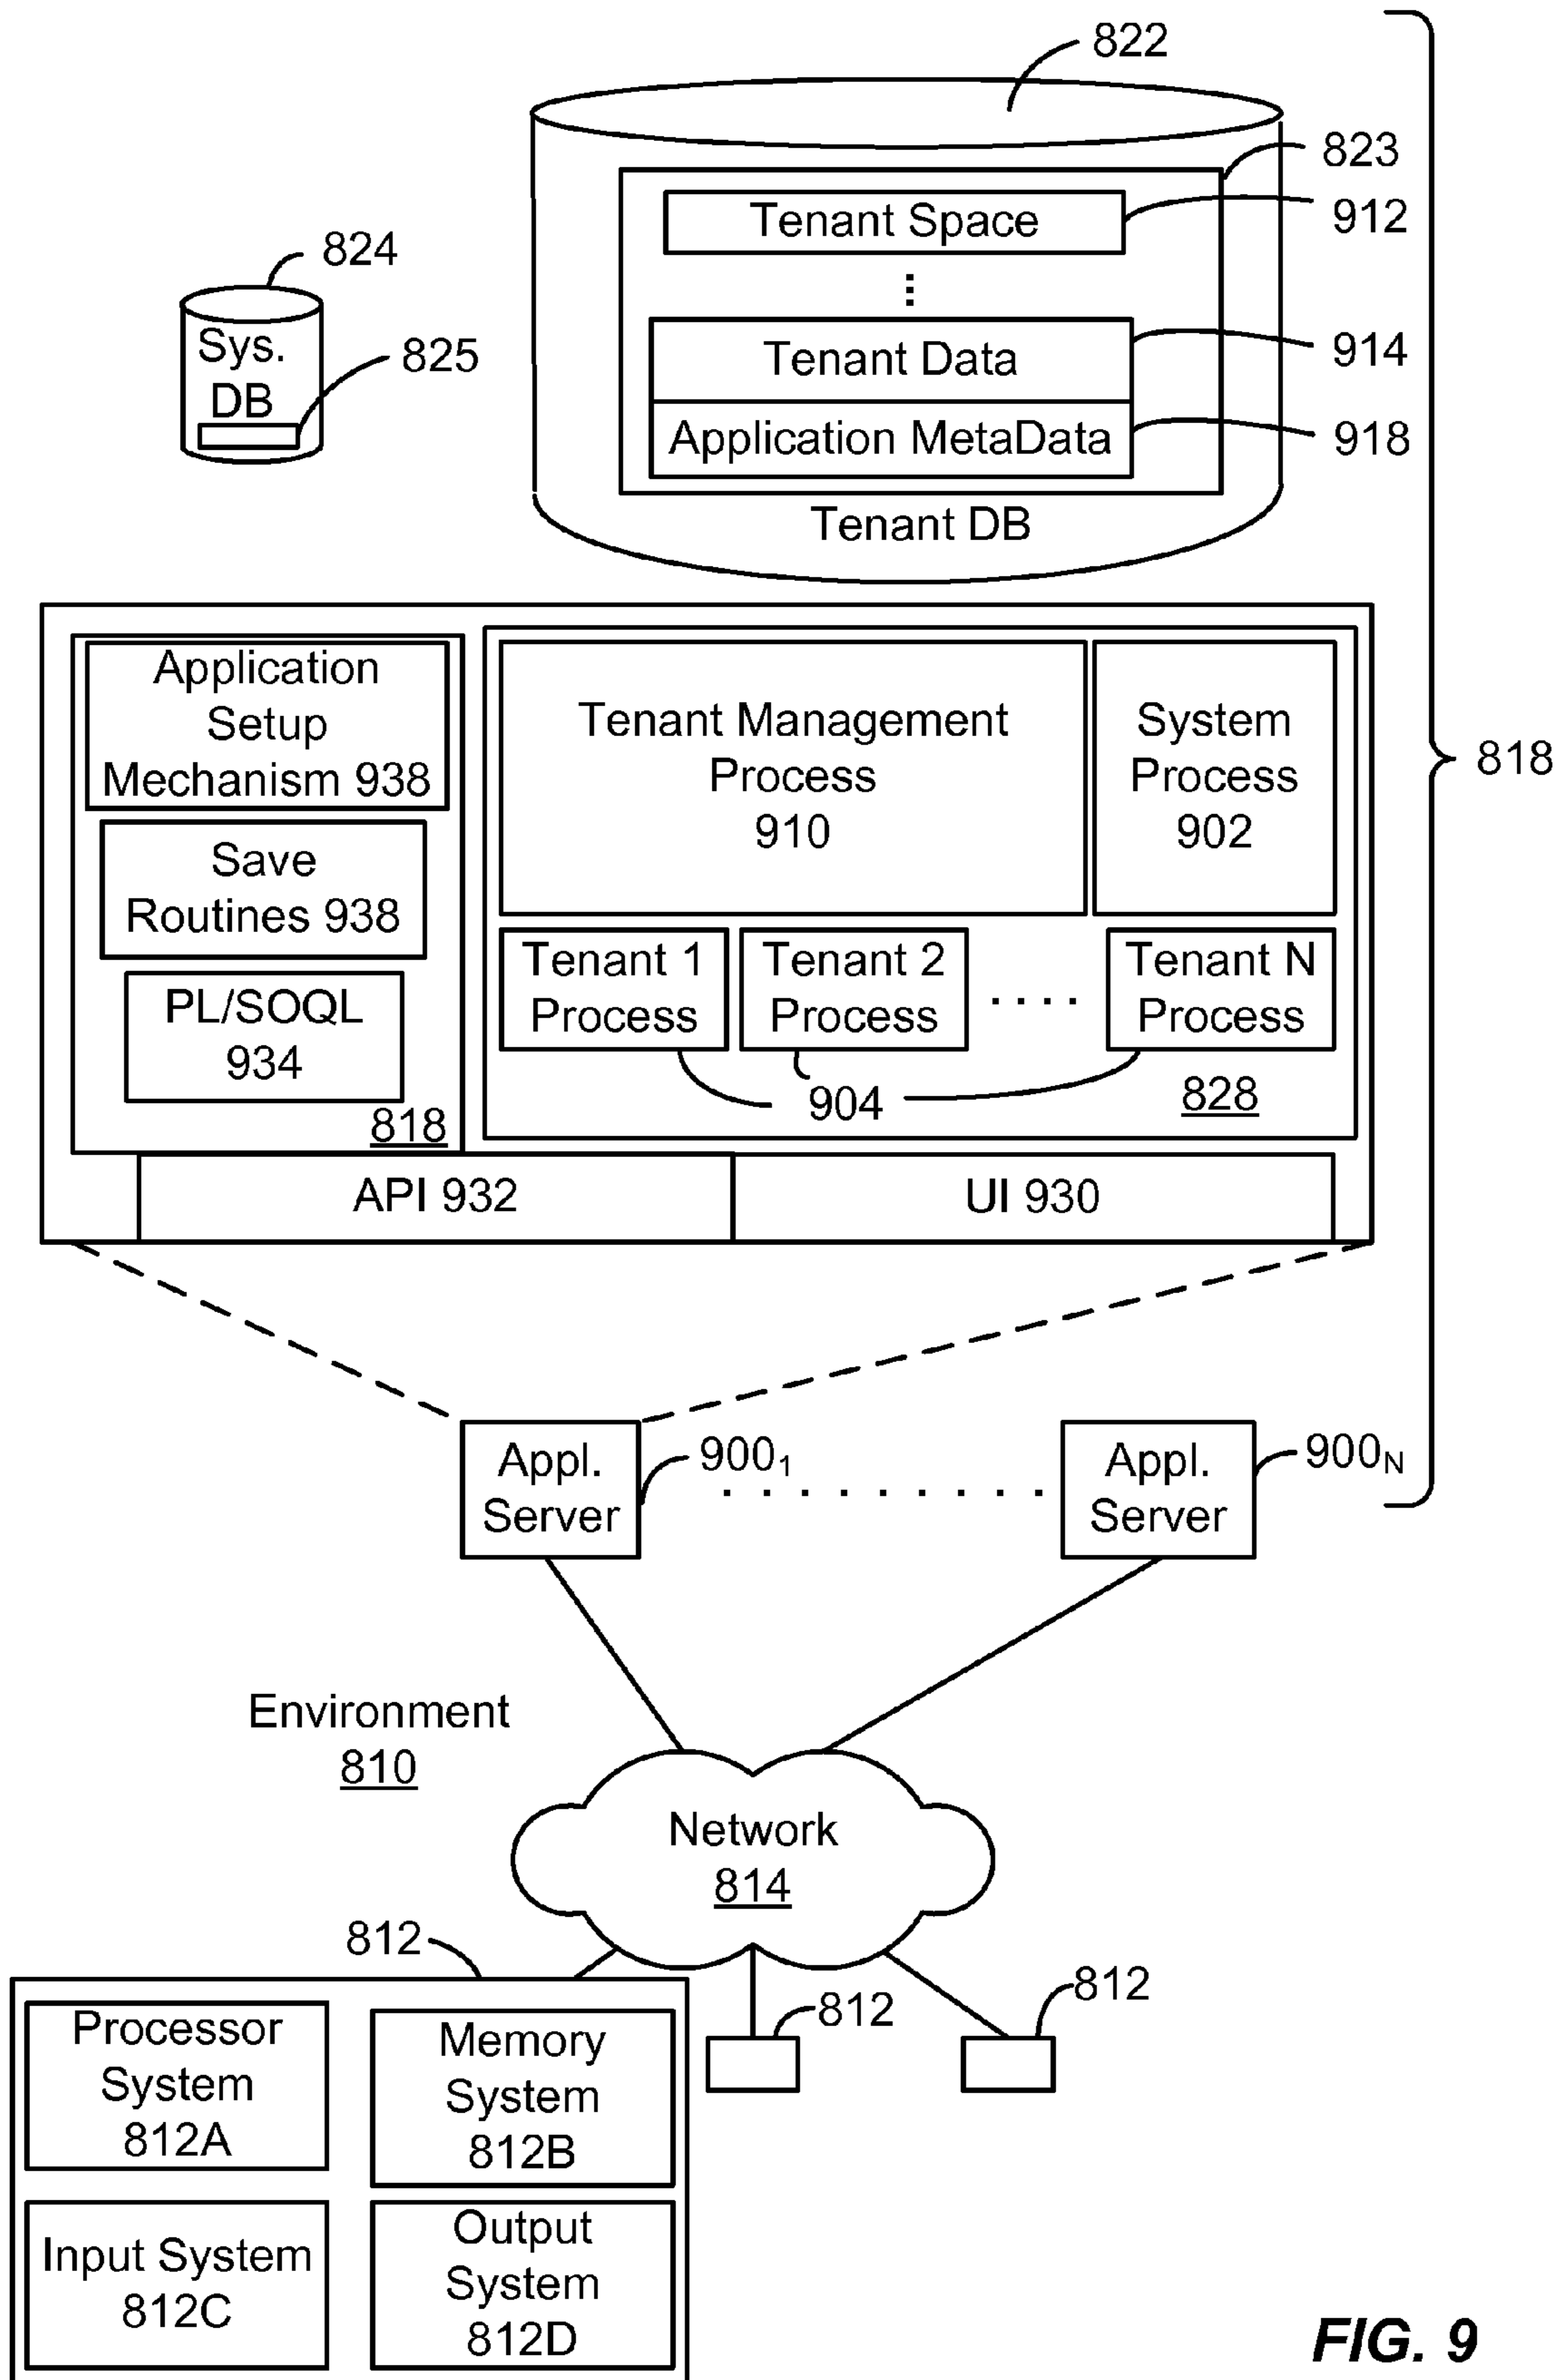 822
823
Tenant Space
912
824
Sys.
DB
825
Tenant Data
914
Application MetaData
918
Tenant DB
Application
Setup
Mechanism 938
Tenant Management
Process
910
System
Process
902
818
Save
Routines 938
Tenant 1
Process
Tenant 2
Process
Tenant N
Process
PL/SOQL
934
904
828
818
API 932
UI 930
Appl.
Server
900₁
Appl.
Server
900ₙ
Environment
810
Network
814
812
812
812
Processor
System
812A
Memory
System
812B
Input System
812C
Output
System
812D
FIG. 9